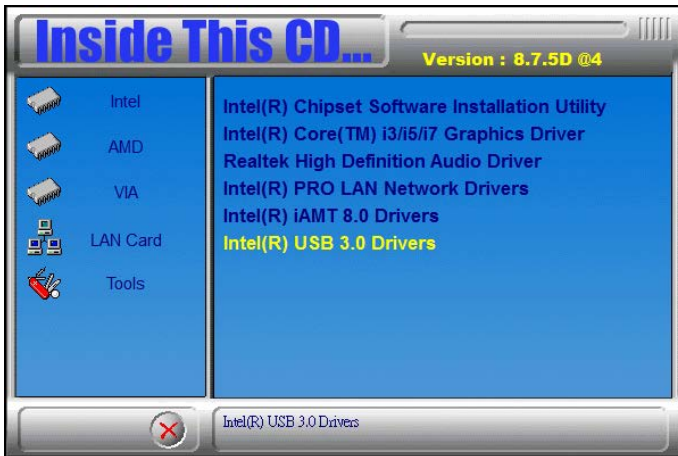 Inside This CD...
Version : 8.7.5D @4
Intel
AMD
VIA
LAN Card
Tools
Intel(R) Chipset Software Installation Utility
Intel(R) Core(TM) i3/i5/i7 Graphics Driver
Realtek High Definition Audio Driver
Intel(R) PRO LAN Network Drivers
Intel(R) iAMT 8.0 Drivers
Intel(R) USB 3.0 Drivers
Intel(R) USB 3.0 Drivers